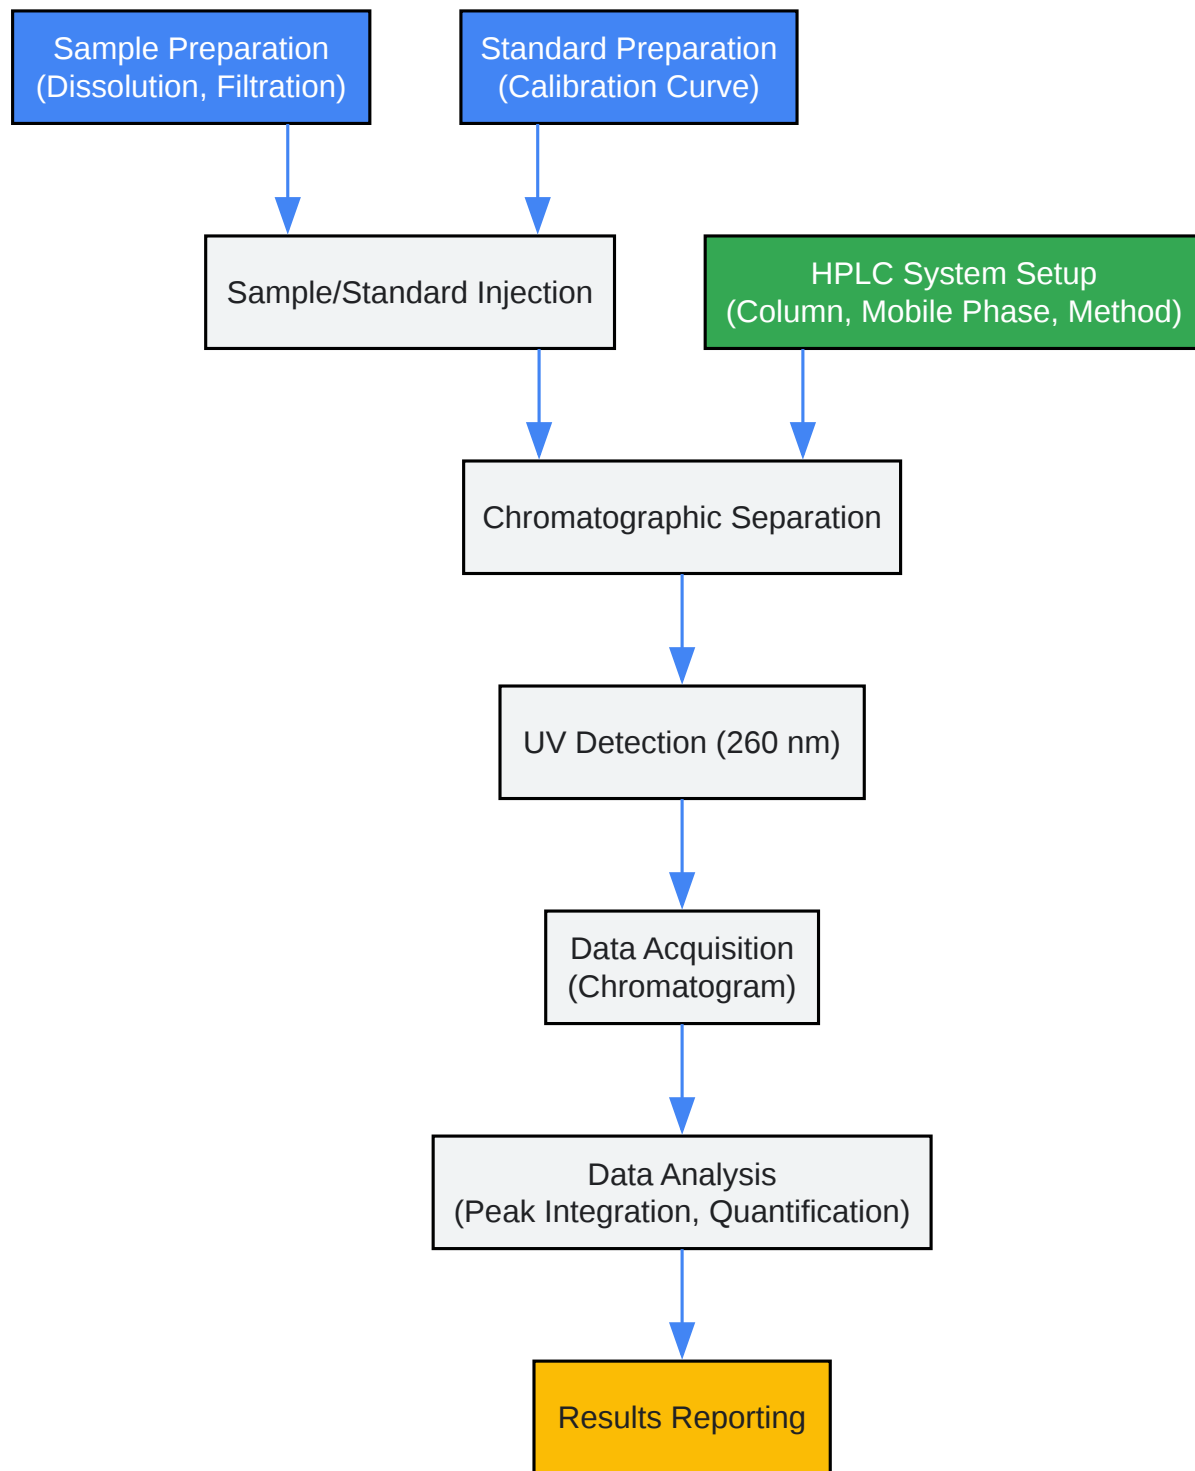 Sample Preparation
(Dissolution, Filtration)
Standard Preparation
(Calibration Curve)
Sample/Standard Injection
HPLC System Setup
(Column, Mobile Phase, Method)
Chromatographic Separation
UV Detection (260 nm)
Data Acquisition
(Chromatogram)
Data Analysis
(Peak Integration, Quantification)
Results Reporting